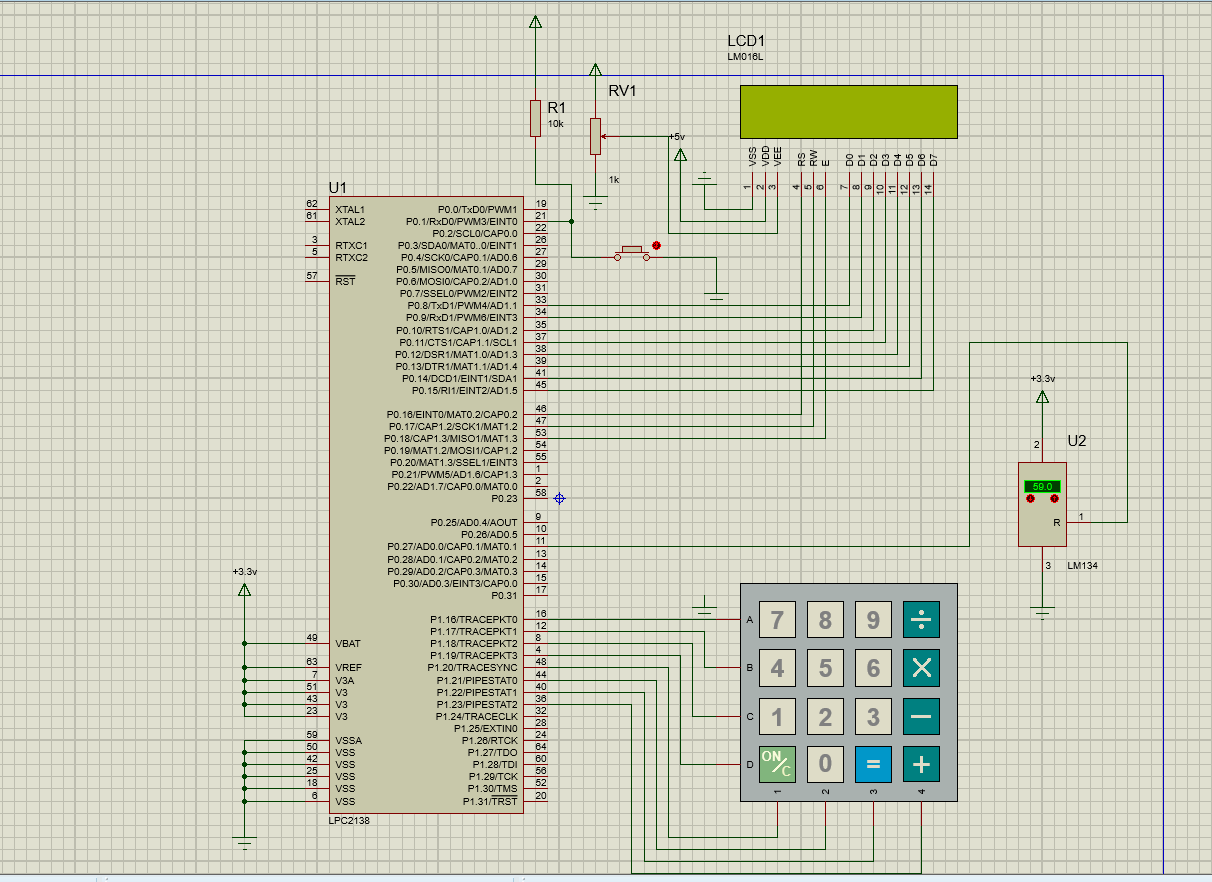 LCD1
LM016L
RV1
R1
10k
+5v
1k
VSS
VDD
VEE
RS
RW
E
D0
D1
D2
D3
D4
D5
D6
D7
1
2
3
4
5
6
7
8
9
10
11
12
13
14
U1
62 XTAL1
61 XTAL2
3 RTXC1
5 RTXC2
57 RST
P0.0/TxD0/PWM1 19
P0.1/RxD0/PWM3/EINT0 21
P0.2/SCL0/CAP0.0 22
P0.3/SDA0/MAT0..0/EINT1 26
P0.4/SCK0/CAP0.1/AD0.6 27
P0.5/MISO0/MAT0.1/AD0.7 29
P0.6/MOSI0/CAP0.2/AD1.0 30
P0.7/SSEL0/PWM2/EINT2 31
P0.8/TxD1/PWM4/AD1.1 33
P0.9/RxD1/PWM6/EINT3 34
P0.10/RTS1/CAP1.0/AD1.2 35
P0.11/CTS1/CAP1.1/SCL1 37
P0.12/DSR1/MAT1.0/AD1.3 38
P0.13/DTR1/MAT1.1/AD1.4 39
P0.14/DCD1/EINT1/SDA1 41
P0.15/RI1/EINT2/AD1.5 45
P0.16/EINT0/MAT0.2/CAP0.2 46
P0.17/CAP1.2/SCK1/MAT1.2 47
P0.18/CAP1.3/MISO1/MAT1.3 53
P0.19/MAT1.2/MOSI1/CAP1.2 54
P0.20/MAT1.3/SSEL1/EINT3 55
P0.21/PWM5/AD1.6/CAP1.3 1
P0.22/AD1.7/CAP0.0/MAT0.0 2
P0.23 58
P0.25/AD0.4/AOUT 9
P0.26/AD0.5 10
P0.27/AD0.0/CAP0.1/MAT0.1 11
P0.28/AD0.1/CAP0.2/MAT0.2 13
P0.29/AD0.2/CAP0.3/MAT0.3 14
P0.30/AD0.3/EINT3/CAP0.0 15
P0.31 17
P1.16/TRACEPKT0 16
P1.17/TRACEPKT1 12
P1.18/TRACEPKT2 8
P1.19/TRACEPKT3 4
P1.20/TRACESYNC 48
P1.21/PIPESTAT0 44
P1.22/PIPESTAT1 40
P1.23/PIPESTAT2 36
P1.24/TRACECLK 32
P1.25/EXTIN0 28
P1.26/RTCK 24
P1.27/TDO 64
P1.28/TDI 60
P1.29/TCK 56
P1.30/TMS 52
P1.31/TRST 20
+3.3v
49 VBAT
63 VREF
7 V3A
51 V3
43 V3
23 V3
59 VSSA
50 VSS
42 VSS
25 VSS
18 VSS
6 VSS
LPC2138
+3.3v
2
U2
59.0
R 1
3 LM134
A 7 8 9 ÷
B 4 5 6 ×
C 1 2 3 −
D ON/C 0 = +
1 2 3 4